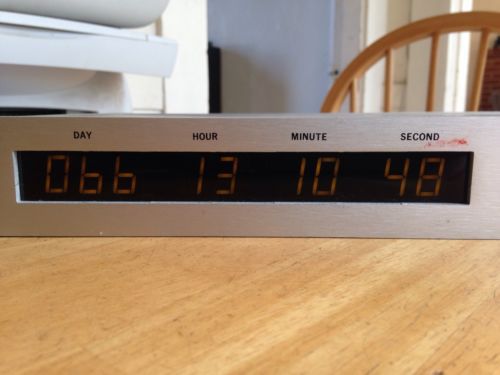 DAY HOUR MINUTE SECOND
066 13 10 48